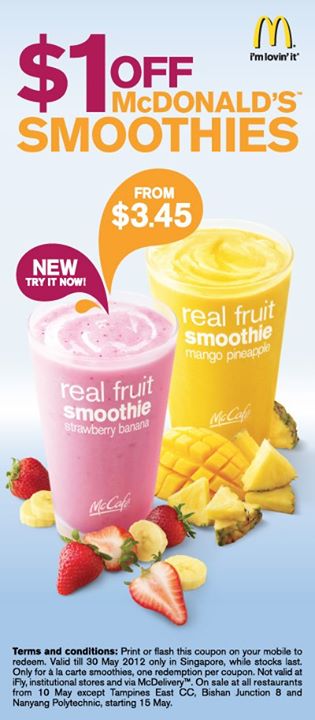 $1 OFF
McDONALD'S™
SMOOTHIES
i'm lovin' it®
FROM
$3.45
NEW
TRY IT NOW!
real fruit
smoothie
mango pineapple
McCafé
real fruit
smoothie
strawberry banana
McCafé
Terms and conditions: Print or flash this coupon on your mobile to
redeem. Valid till 30 May 2012 only in Singapore, while stocks last.
Only for à la carte smoothies, one redemption per coupon. Not valid at
iFly, institutional stores and via McDelivery™. On sale at all restaurants
from 10 May except Tampines East CC, Bishan Junction 8 and
Nanyang Polytechnic, starting 15 May.